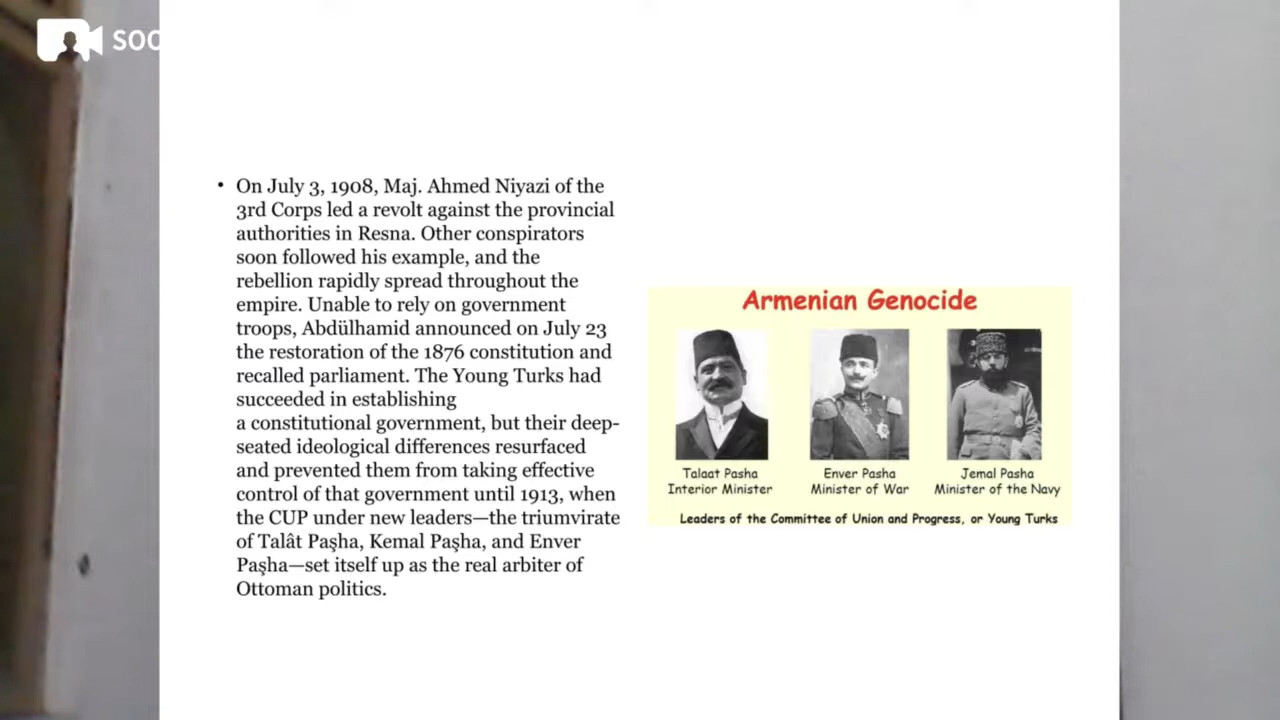 SOO
• On July 3, 1908, Maj. Ahmed Niyazi of the
3rd Corps led a revolt against the provincial
authorities in Resna. Other conspirators
soon followed his example, and the
rebellion rapidly spread throughout the
empire. Unable to rely on government
troops, Abdülhamid announced on July 23
the restoration of the 1876 constitution and
recalled parliament. The Young Turks had
succeeded in establishing
a constitutional government, but their deep-
seated ideological differences resurfaced
and prevented them from taking effective
control of that government until 1913, when
the CUP under new leaders—the triumvirate
of Talât Paşha, Kemal Paşha, and Enver
Paşha—set itself up as the real arbiter of
Ottoman politics.
Armenian Genocide
Talaat Pasha
Interior Minister
Enver Pasha
Minister of War
Jemal Pasha
Minister of the Navy
Leaders of the Committee of Union and Progress, or Young Turks